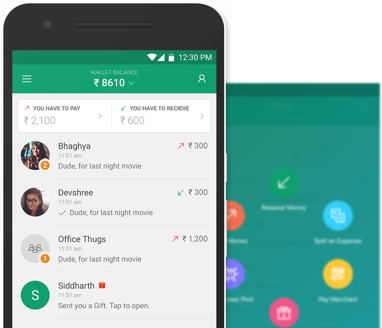 12:30 PM
WALLET BALANCE
₹ 8610
YOU HAVE TO PAY
₹ 2,100
YOU HAVE TO RECIEVE
₹ 600
Bhaghya
₹ 300
11:51 am
Dude, for last night movie
2
Devshree
₹ 300
11:51 am
Dude, for last night movie
Office Thugs
₹ 1,200
11:51 am
Dude, for last night movie
1
S
Siddharth
11:51 am
Sent you a Gift. Tap to open.
Request Money
Money
Split an Expense
new Pool
Pay Merchant